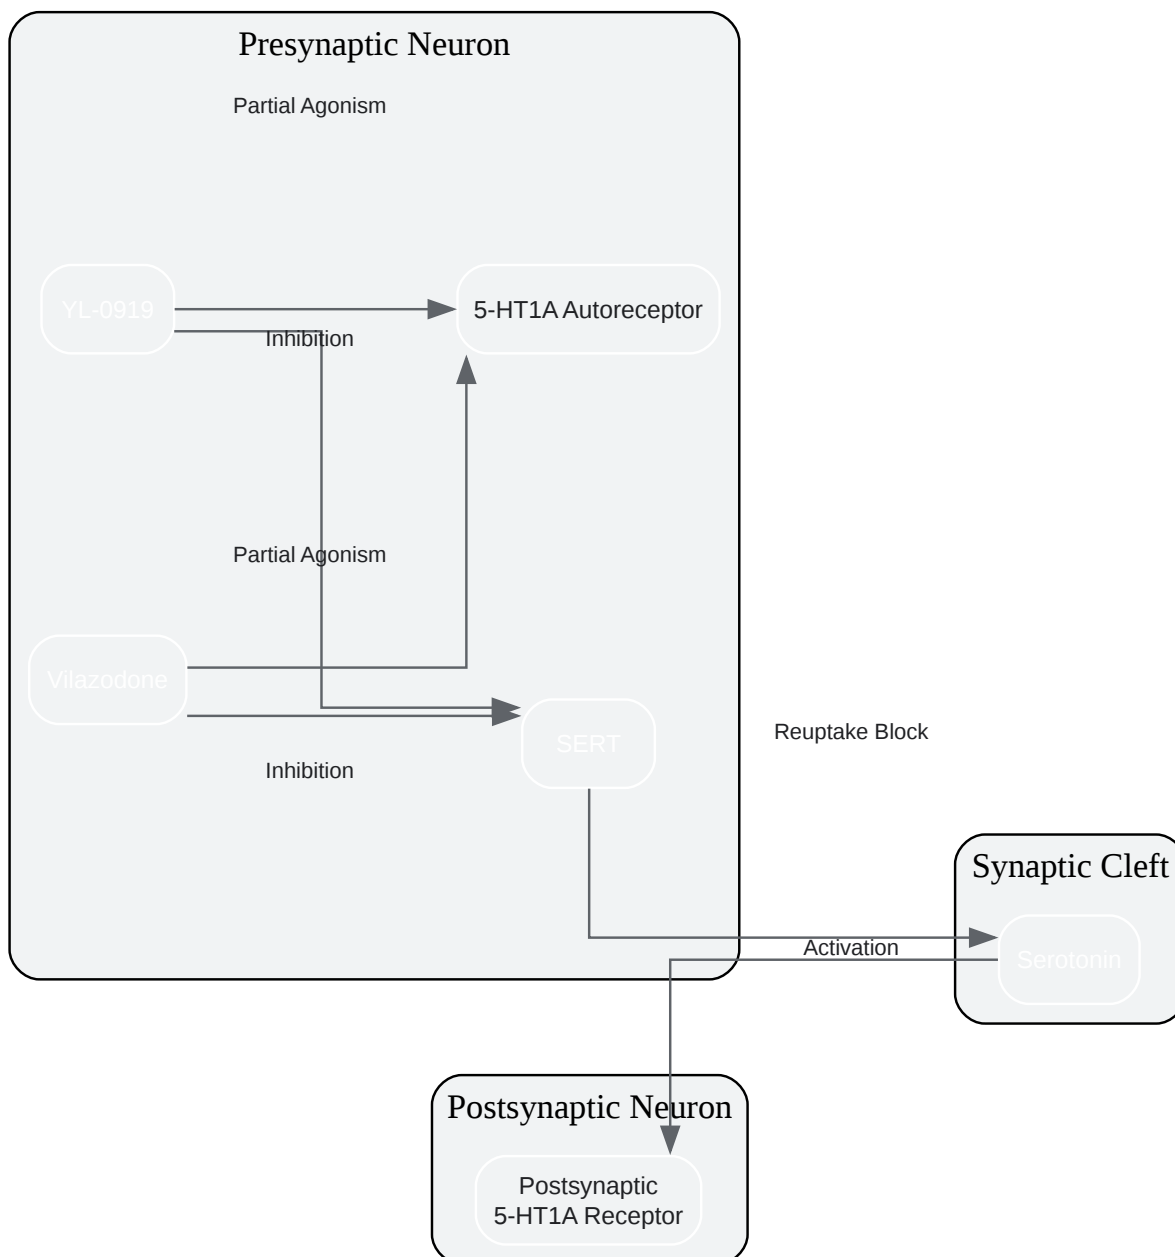 Presynaptic Neuron
Partial Agonism
YL-0919
5-HT1A Autoreceptor
Inhibition
Partial Agonism
Vilazodone
SERT
Reuptake Block
Inhibition
Synaptic Cleft
Activation
Serotonin
Postsynaptic Neuron
Postsynaptic
5-HT1A Receptor